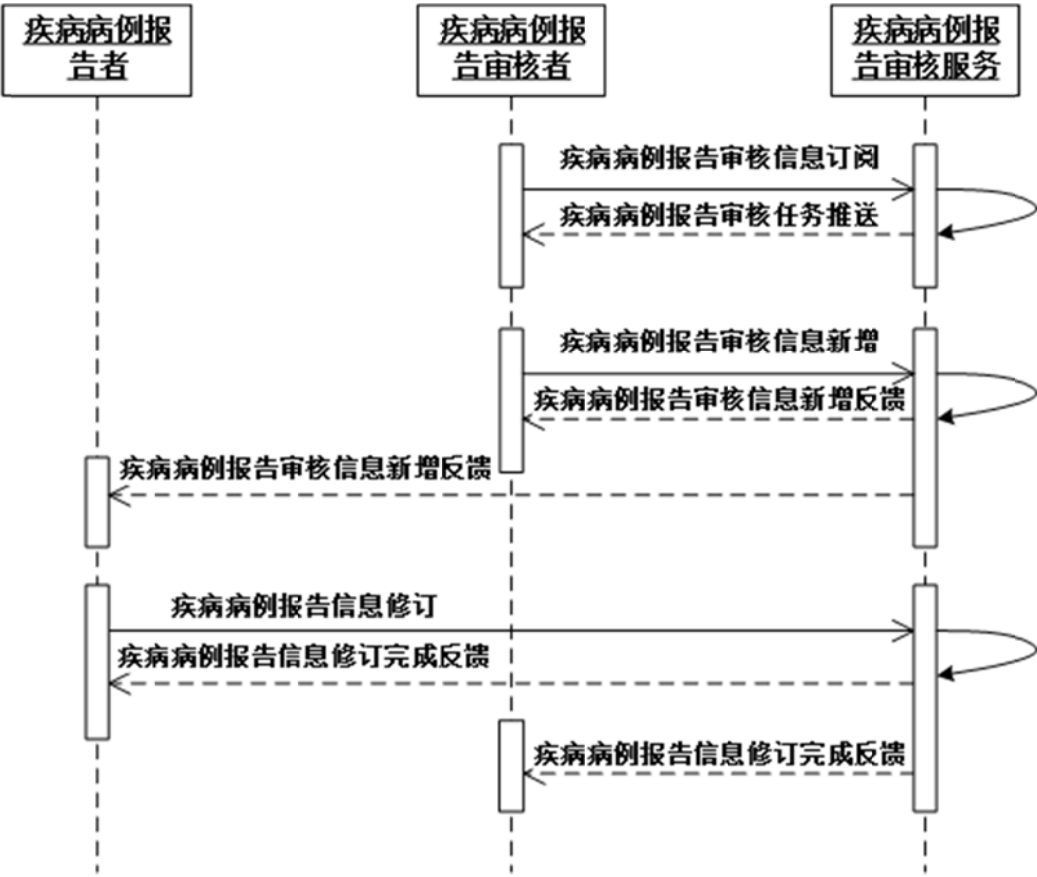 疾病病例报
告者
疾病病例报
告审核者
疾病病例报
告审核服务
疾病病例报告审核信息订阅
疾病病例报告审核任务推送
疾病病例报告审核信息新增
疾病病例报告审核信息新增反馈
疾病病例报告审核信息新增反馈
疾病病例报告信息修订
疾病病例报告信息修订完成反馈
疾病病例报告信息修订完成反馈